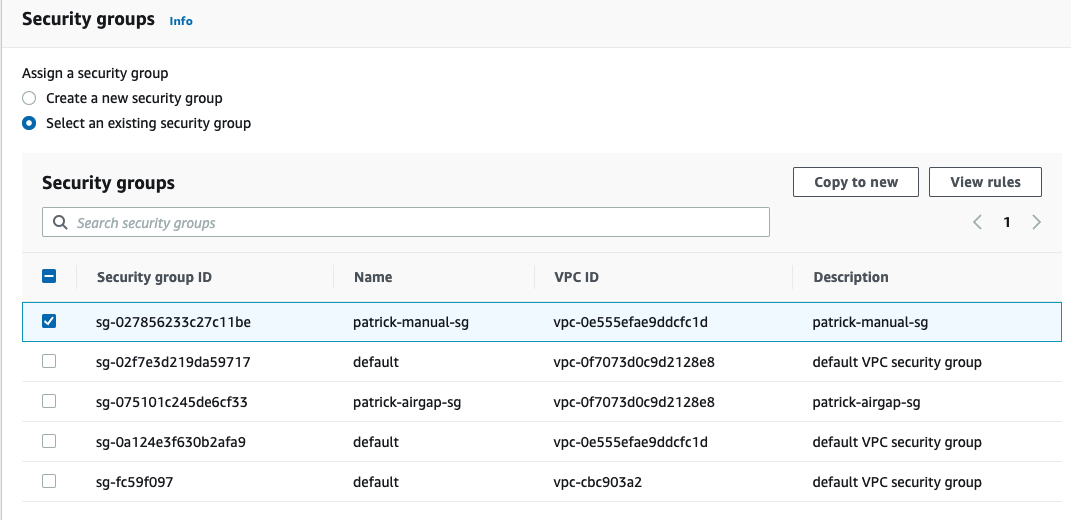 Security groups Info
Assign a security group
Create a new security group
Select an existing security group
Security groups Copy to new View rules
Search security groups 1
Security group ID Name VPC ID Description
sg-027856233c27c11be patrick-manual-sg vpc-0e555efae9ddcfc1d patrick-manual-sg
sg-02f7e3d219da59717 default vpc-0f7073d0c9d2128e8 default VPC security group
sg-075101c245de6cf33 patrick-airgap-sg vpc-0f7073d0c9d2128e8 patrick-airgap-sg
sg-0a124e3f630b2afa9 default vpc-0e555efae9ddcfc1d default VPC security group
sg-fc59f097 default vpc-cbc903a2 default VPC security group